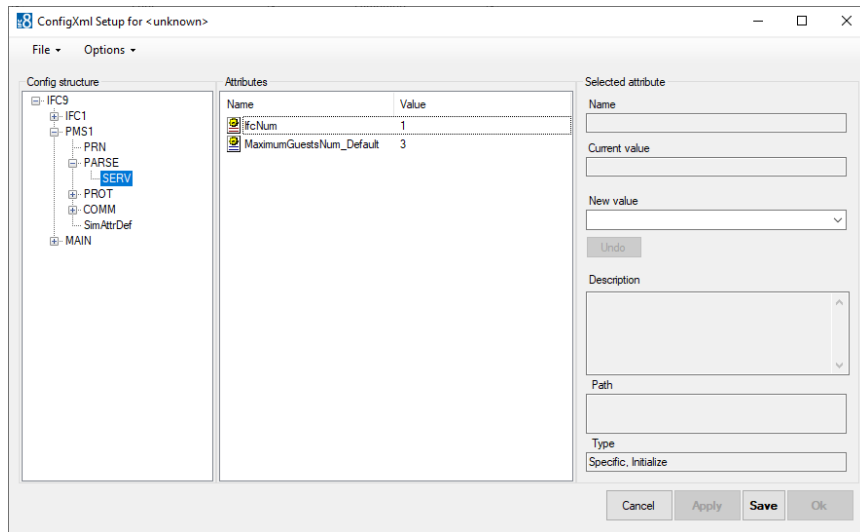 ConfigXml Setup for <unknown>
File Options
Config structure
IFC9
IFC1
PMS1
PRN
PARSE
SERV
PROT
COMM
SimAttrDef
MAIN
Attributes
Name Value
IfcNum 1
MaximumGuestsNum_Default 3
Selected attribute
Name
Current value
New value
Undo
Description
Path
Type
Specific, Initialize
Cancel Apply Save Ok